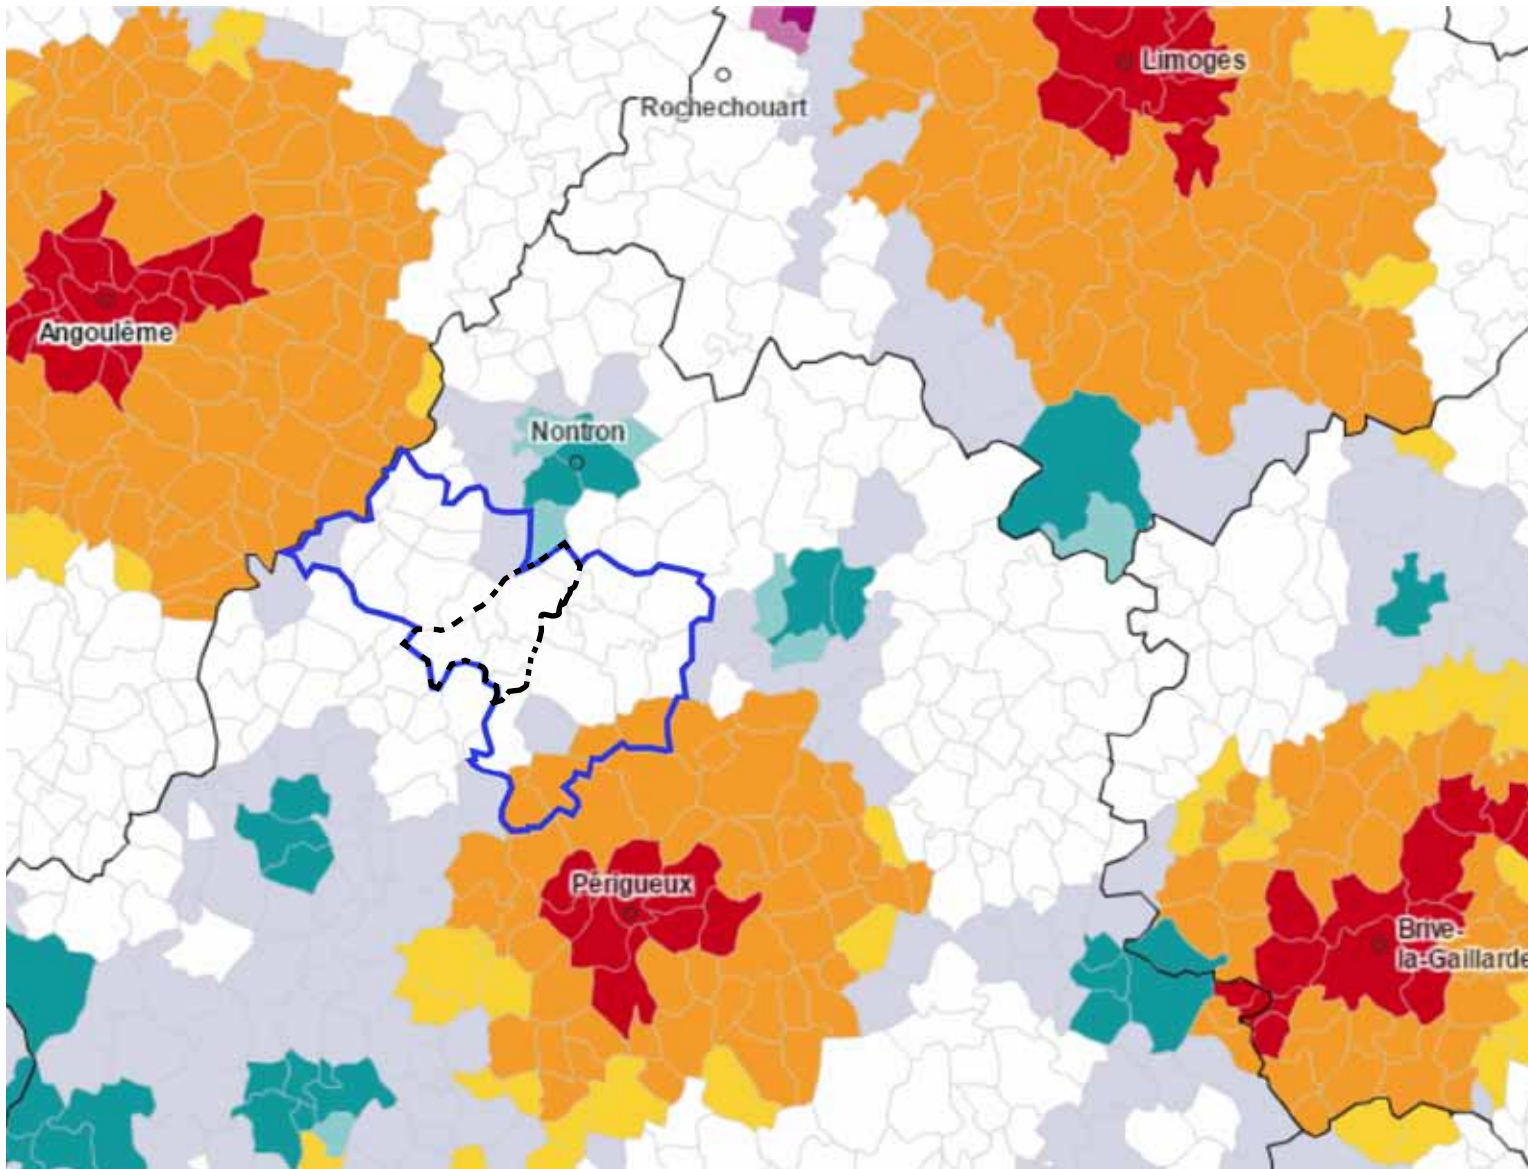 Limoges
Rochechouart
Angoulême
Nontron
Périgueux
Brive-
la-Gaillarde